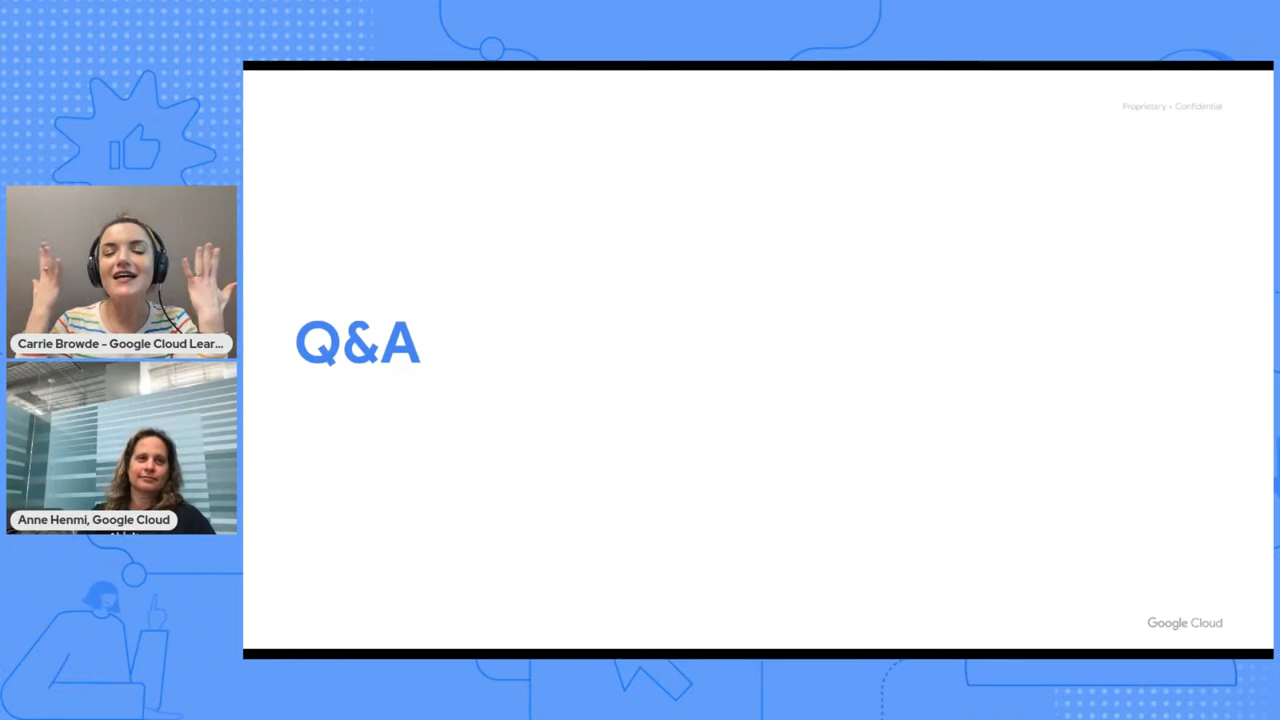 Proprietary + Confidential
Carrie Browde - Google Cloud Lear...
Q&A
Anne Henmi, Google Cloud
Google Cloud